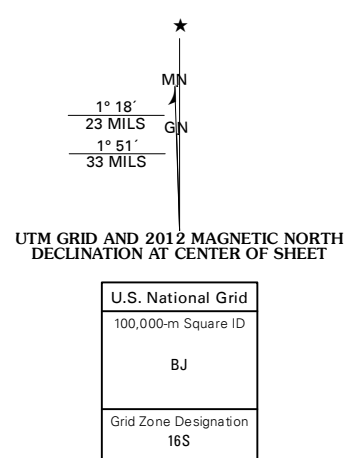 ★
MN
1° 18´
23 MILS
GN
1° 51´
33 MILS
UTM GRID AND 2012 MAGNETIC NORTH
DECLINATION AT CENTER OF SHEET
U.S. National Grid
100,000-m Square ID
BJ
Grid Zone Designation
16S